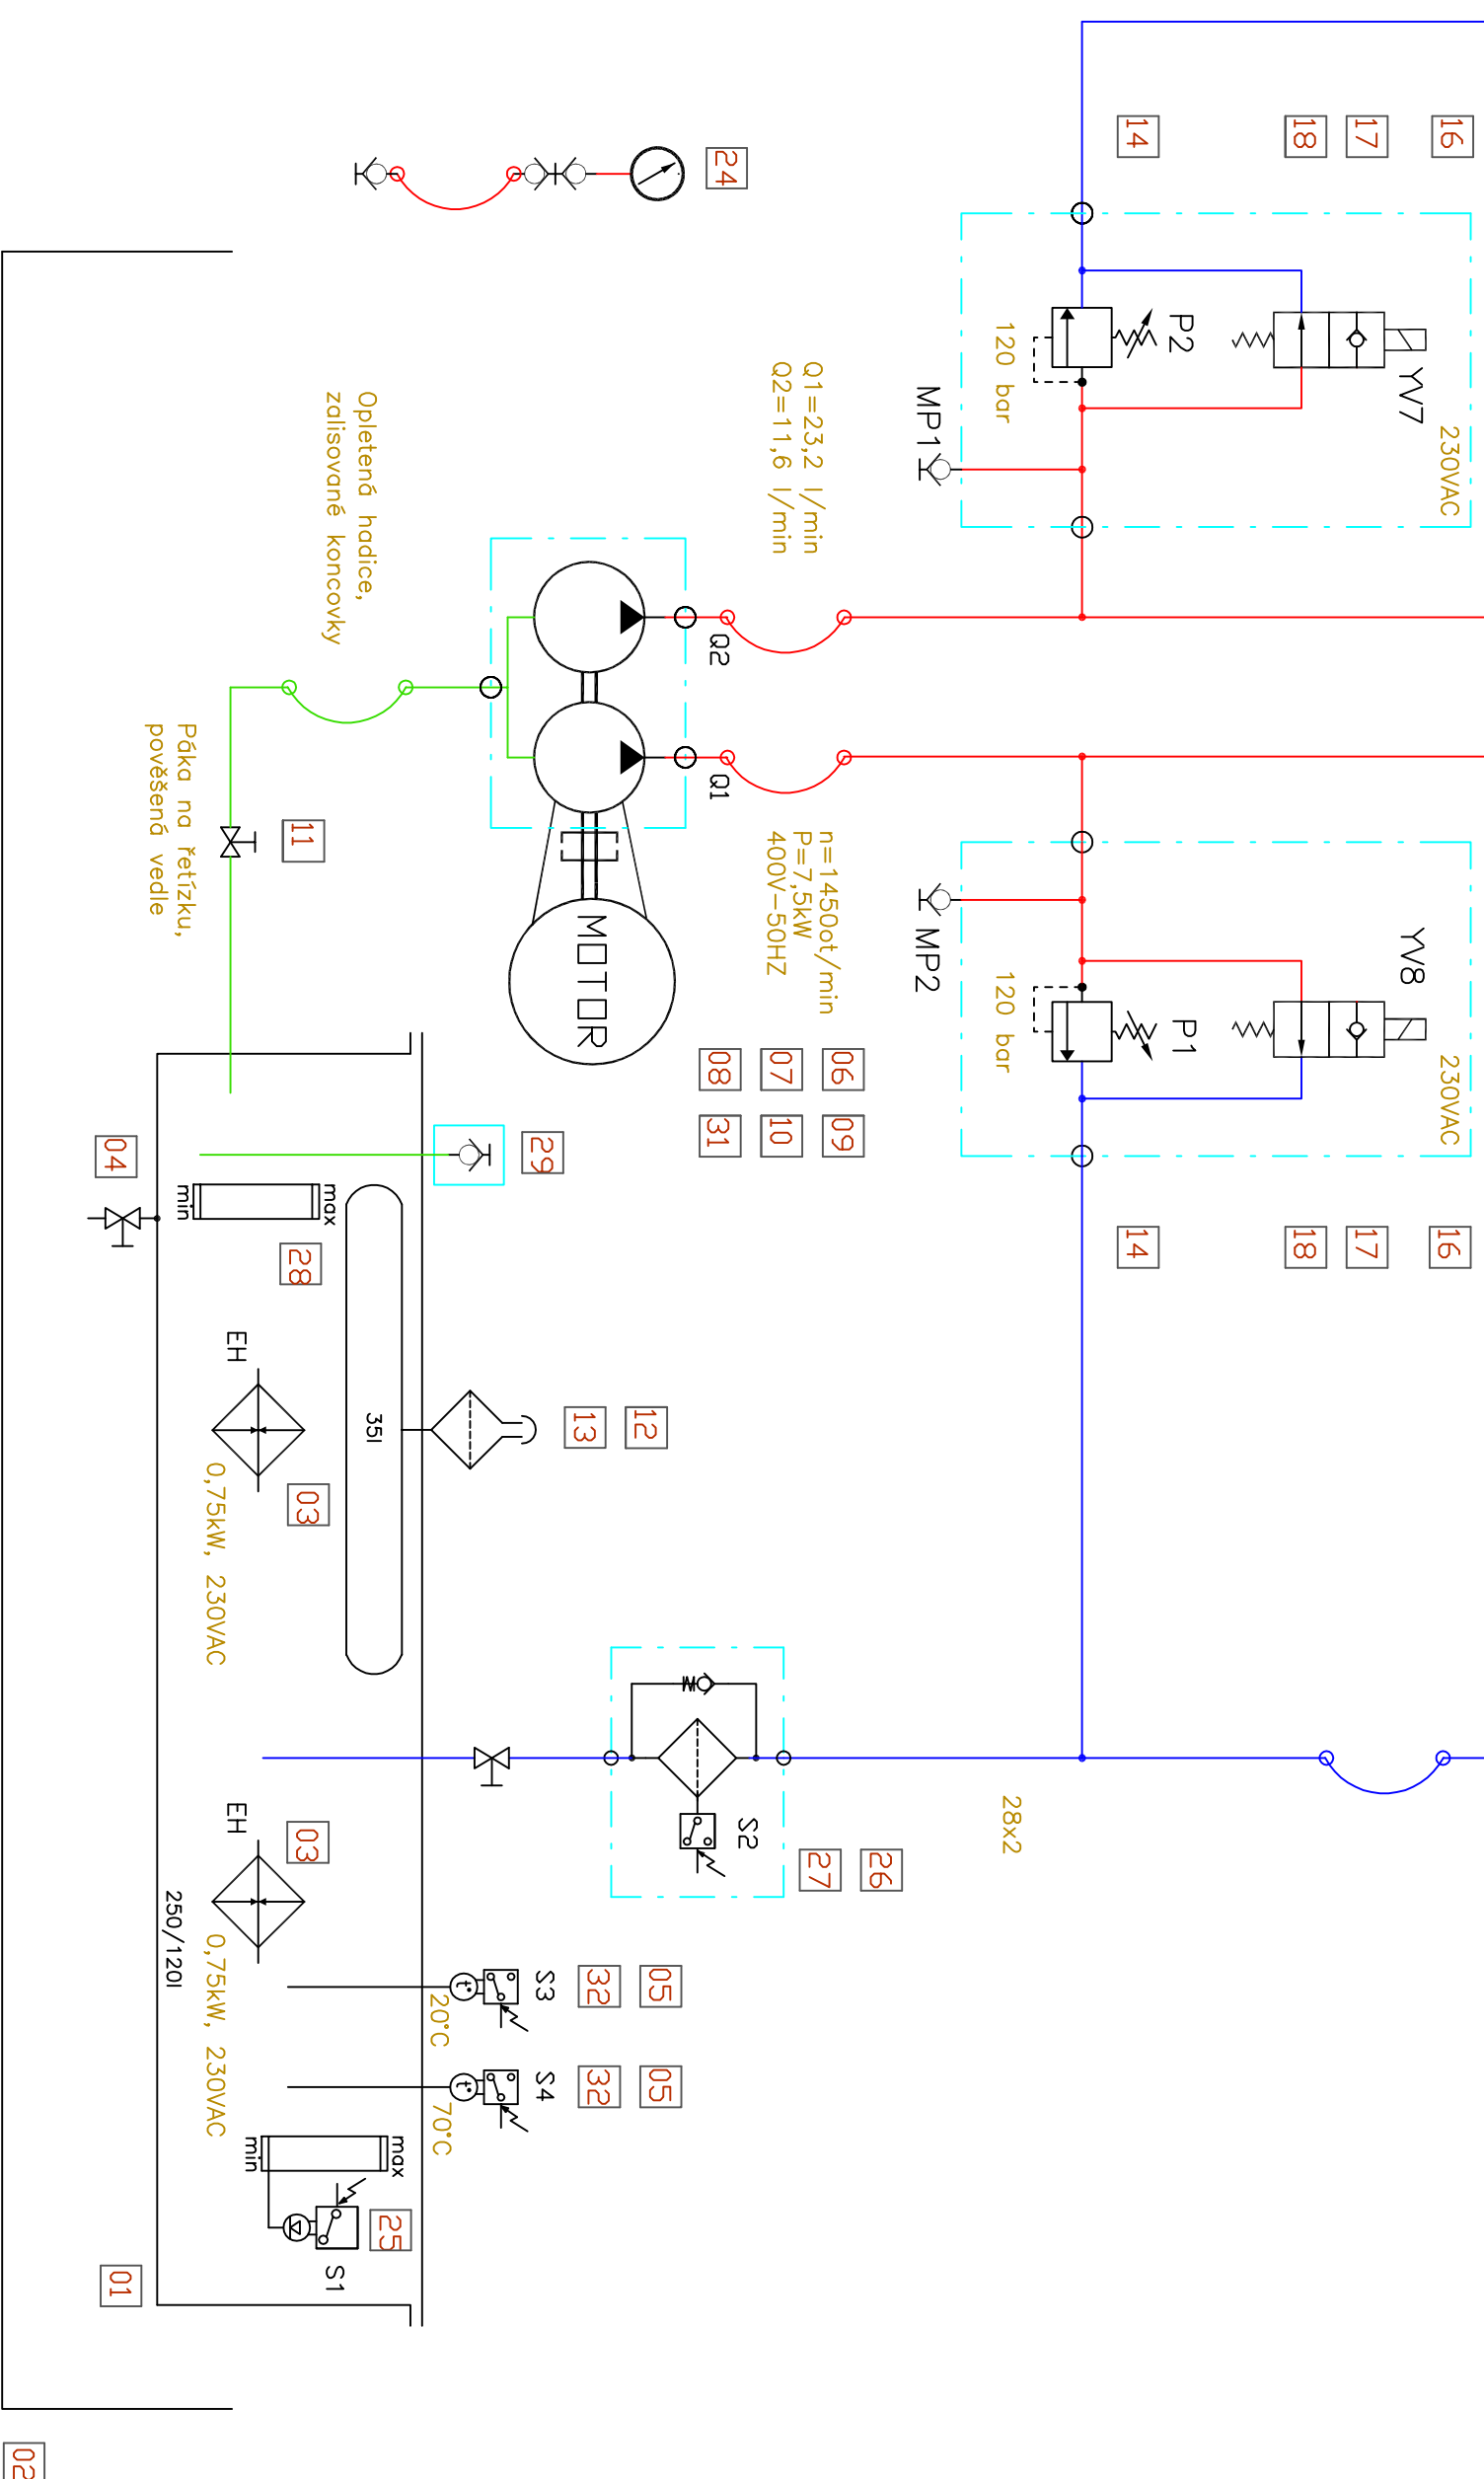 16
17
18
14
230VAC
YV7
P2
120 bar
MP1
16
17
18
14
230VAC
YV8
P1
120 bar
MP2
28x2
24
Q1=23,2 l/min
Q2=11,6 l/min
Q2
Q1
n=1450ot/min
P=7,5kW
400V-50HZ
06 09
07 10
08 31
MOTOR
Opletená hadice,
zalisované koncovky
11
Páka na řetízku,
pověšená vedle
29
12
13
26
27
S2
05
32
S3
20°C
05
32
S4
70°C
max
min
28
04
35l
EH
03
0,75kW, 230VAC
EH
03
0,75kW, 230VAC
250/120l
max
min
25
S1
01
02